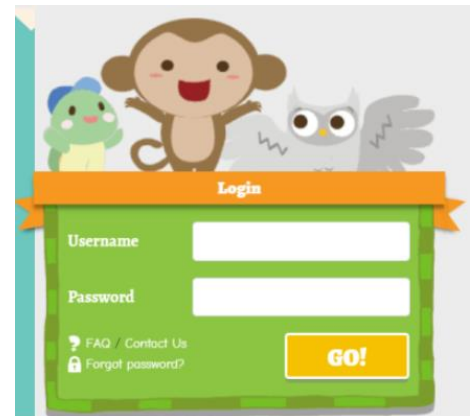 Login
Username
Password
? FAQ / Contact Us
Forgot password?
GO!